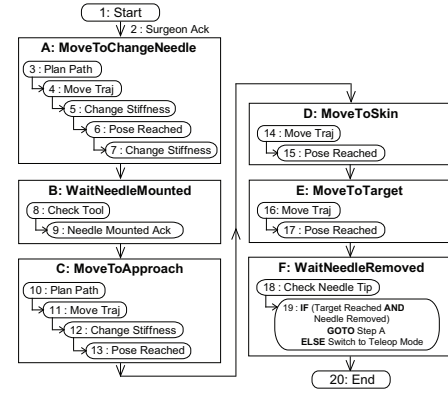 1: Start
2 : Surgeon Ack
A: MoveToChangeNeedle
3 : Plan Path
4 : Move Traj
5 : Change Stiffness
6 : Pose Reached
7 : Change Stiffness
B: WaitNeedleMounted
8 : Check Tool
9 : Needle Mounted Ack
C: MoveToApproach
10 : Plan Path
11 : Move Traj
12 : Change Stiffness
13 : Pose Reached
D: MoveToSkin
14 : Move Traj
15 : Pose Reached
E: MoveToTarget
16: Move Traj
17 : Pose Reached
F: WaitNeedleRemoved
18 : Check Needle Tip
19 : IF (Target Reached AND
Needle Removed)
GOTO Step A
ELSE Switch to Teleop Mode
20: End